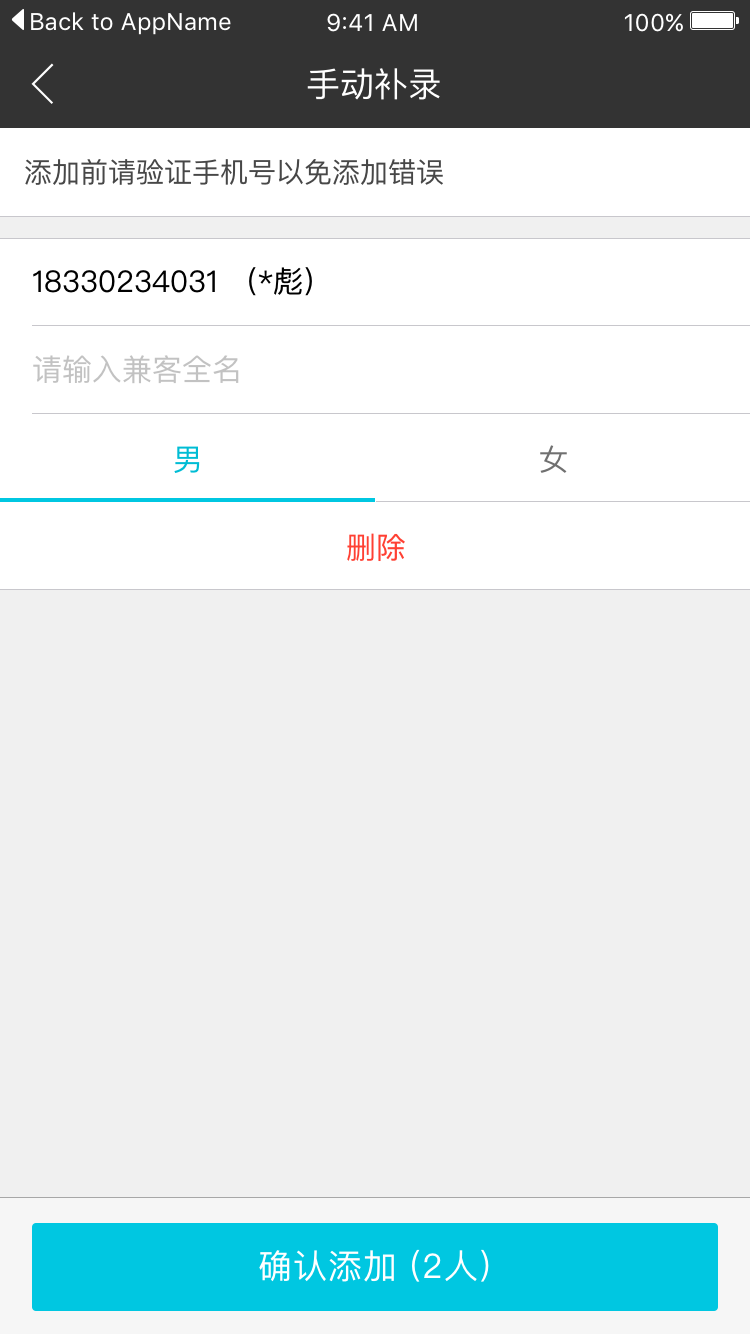 Back to AppName 9:41 AM 100%
手动补录
添加前请验证手机号以免添加错误
18330234031 （*彪）
请输入兼客全名
男 女
删除
确认添加 (2人)